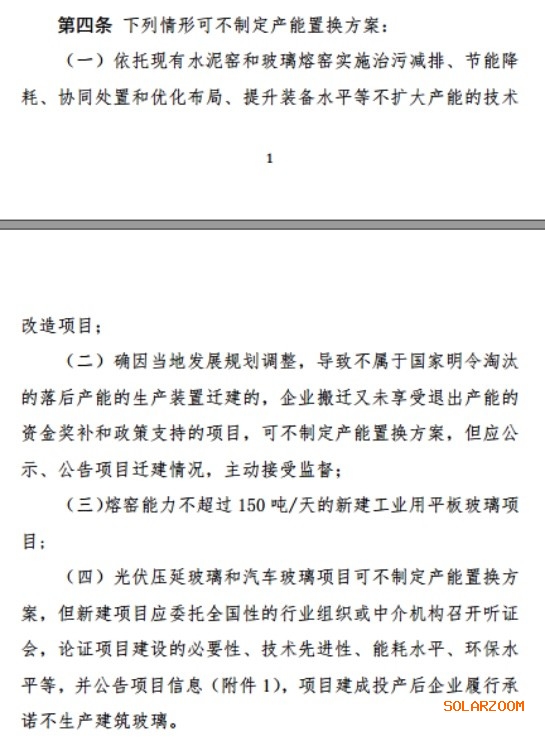 第四条 下列情形可不制定产能置换方案：
（一）依托现有水泥窑和玻璃熔窑实施治污减排、节能降
耗、协同处置和优化布局、提升装备水平等不扩大产能的技术
1
改造项目；
（二）确因当地发展规划调整，导致不属于国家明令淘汰
的落后产能的生产装置迁建的，企业搬迁又未享受退出产能的
资金奖补和政策支持的项目，可不制定产能置换方案，但应公
示、公告项目迁建情况，主动接受监督；
（三）熔窑能力不超过 150 吨/天的新建工业用平板玻璃项
目；
（四）光伏压延玻璃和汽车玻璃项目可不制定产能置换方
案，但新建项目应委托全国性的行业组织或中介机构召开听证
会，论证项目建设的必要性、技术先进性、能耗水平、环保水
平等，并公告项目信息（附件 1），项目建成投产后企业履行承
诺不生产建筑玻璃。
SOLARZOOM